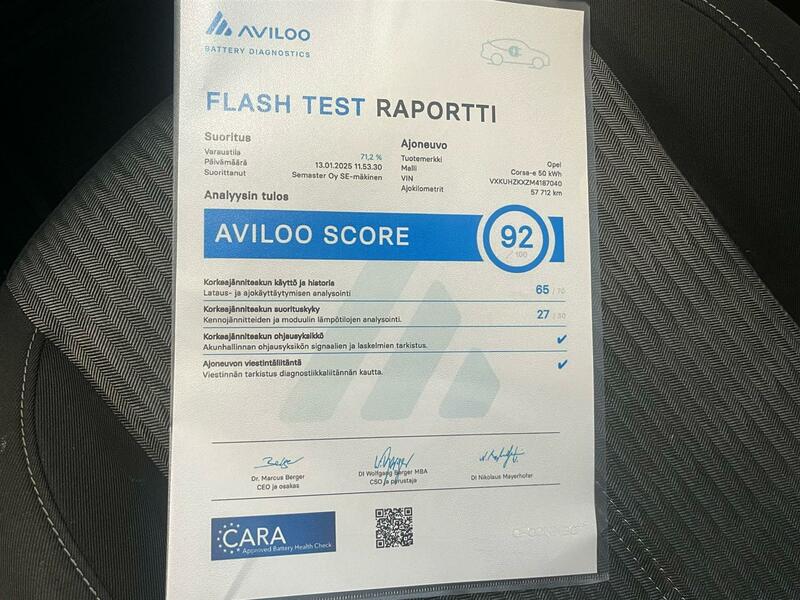 AVILOO
BATTERY DIAGNOSTICS
FLASH TEST RAPORTTI
Suoritus
Varaustila 71,2 %
Päivämäärä 13.01.2025 11.53.30
Suorittanut Semaster Oy SE-mäkinen
Ajoneuvo
Tuotemerkki Opel
Malli Corsa-e 50 kWh
VIN VXKUHZKXZM4187040
Ajokilometrit 57 712 km
Analyysin tulos
AVILOO SCORE 92 / 100
Korkeajänniteakun käyttö ja historia
Lataus- ja ajokäyttäytymisen analysointi 65 / 70
Korkeajänniteakun suorituskyky
Kennojännitteiden ja moduulin lämpötilojen analysointi. 27 / 30
Korkeajänniteakun ohjausyksikkö
Akunhallinnan ohjausyksikön signaalien ja laskelmien tarkistus.
Ajoneuvon viestintäliitäntä
Viestinnän tarkistus diagnostiikkaliitännän kautta.
Dr. Marcus Berger
CEO ja osakas
DI Wolfgang Berger MBA
CSO ja perustaja
DI Nikolaus Mayerhofer
CARA
Approved Battery Health Check